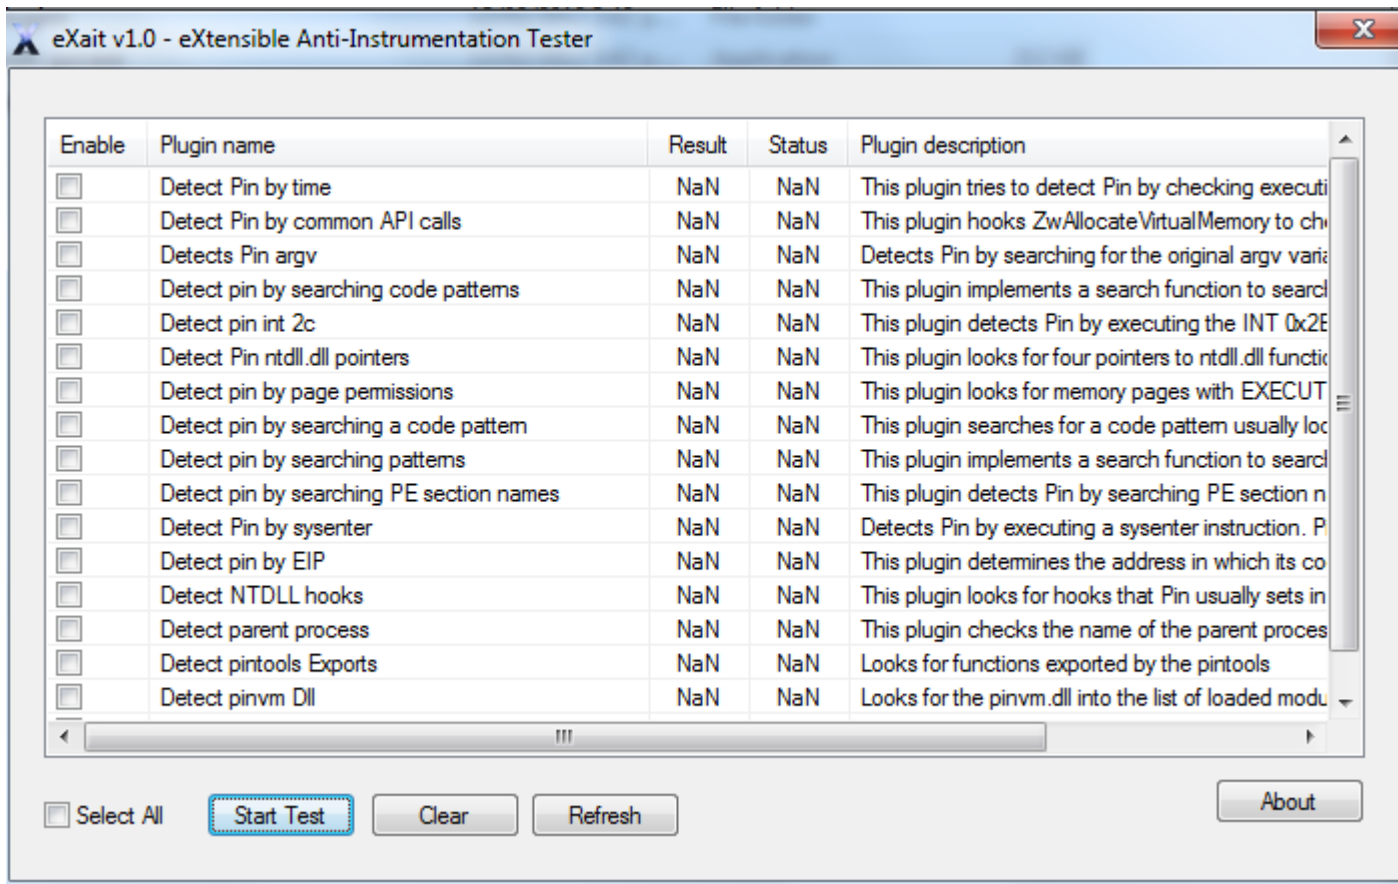 eXait v1.0 - eXtensible Anti-Instrumentation Tester
Enable Plugin name Result Status Plugin description
Detect Pin by time NaN NaN This plugin tries to detect Pin by checking executi
Detect Pin by common API calls NaN NaN This plugin hooks ZwAllocateVirtualMemory to ch
Detects Pin argv NaN NaN Detects Pin by searching for the original argv varia
Detect pin by searching code patterns NaN NaN This plugin implements a search function to search
Detect pin int 2c NaN NaN This plugin detects Pin by executing the INT 0x2E
Detect Pin ntdll.dll pointers NaN NaN This plugin looks for four pointers to ntdll.dll functio
Detect pin by page permissions NaN NaN This plugin looks for memory pages with EXECUT
Detect pin by searching a code pattern NaN NaN This plugin searches for a code pattern usually loc
Detect pin by searching patterns NaN NaN This plugin implements a search function to search
Detect pin by searching PE section names NaN NaN This plugin detects Pin by searching PE section n
Detect Pin by sysenter NaN NaN Detects Pin by executing a sysenter instruction. P
Detect pin by EIP NaN NaN This plugin determines the address in which its co
Detect NTDLL hooks NaN NaN This plugin looks for hooks that Pin usually sets in
Detect parent process NaN NaN This plugin checks the name of the parent proces
Detect pintools Exports NaN NaN Looks for functions exported by the pintools
Detect pinvm Dll NaN NaN Looks for the pinvm.dll into the list of loaded modu
Select All Start Test Clear Refresh About